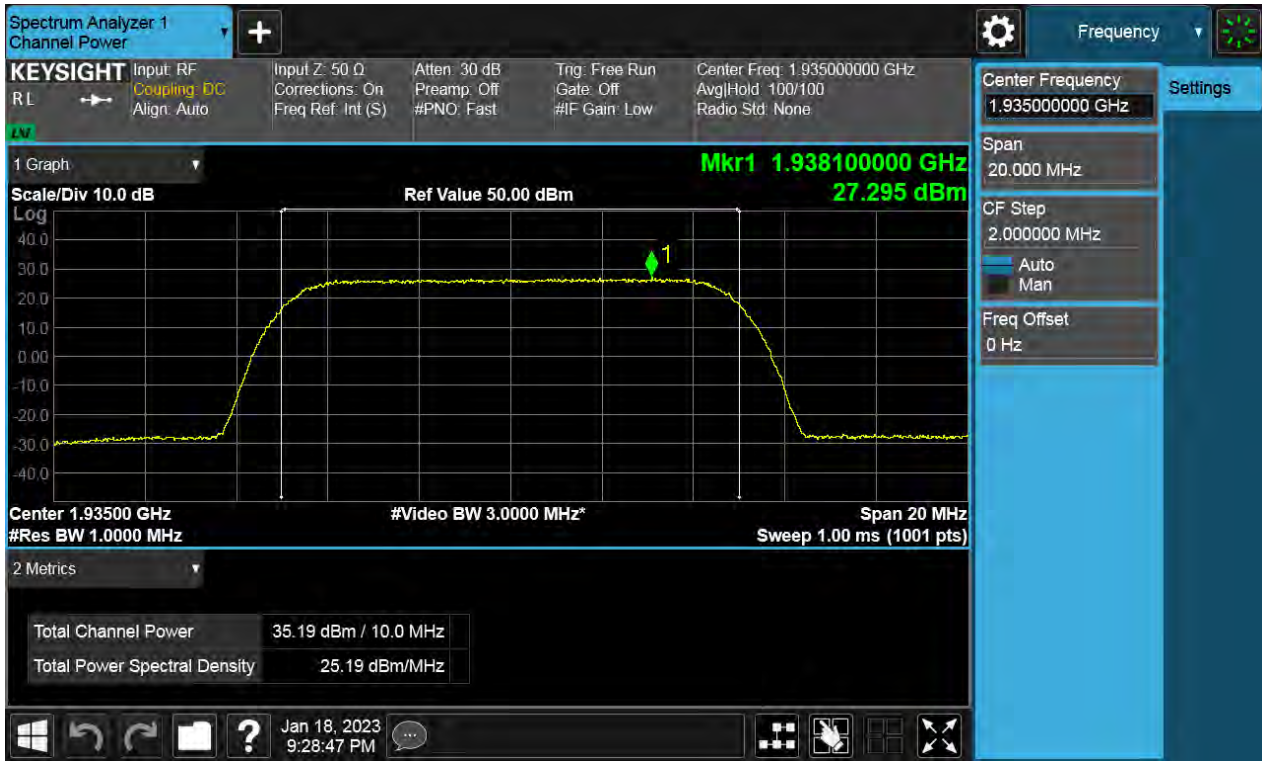 Spectrum Analyzer 1
Channel Power
+
Frequency
KEYSIGHT
RL
LXI
Input: RF
Coupling: DC
Align: Auto
Input Z: 50 Ω
Corrections: On
Freq Ref: Int (S)
Atten: 30 dB
Preamp: Off
#PNO: Fast
Trig: Free Run
Gate: Off
#IF Gain: Low
Center Freq: 1.935000000 GHz
Avg|Hold: 100/100
Radio Std: None
1 Graph
Mkr1 1.938100000 GHz
27.295 dBm
Scale/Div 10.0 dB
Ref Value 50.00 dBm
Log
40.0
30.0
20.0
10.0
0.00
-10.0
-20.0
-30.0
-40.0
1
Center 1.93500 GHz
#Video BW 3.0000 MHz*
Span 20 MHz
#Res BW 1.0000 MHz
Sweep 1.00 ms (1001 pts)
2 Metrics
Total Channel Power 35.19 dBm / 10.0 MHz
Total Power Spectral Density 25.19 dBm/MHz
?
Jan 18, 2023
9:28:47 PM
Center Frequency
1.935000000 GHz
Settings
Span
20.000 MHz
CF Step
2.000000 MHz
Auto
Man
Freq Offset
0 Hz